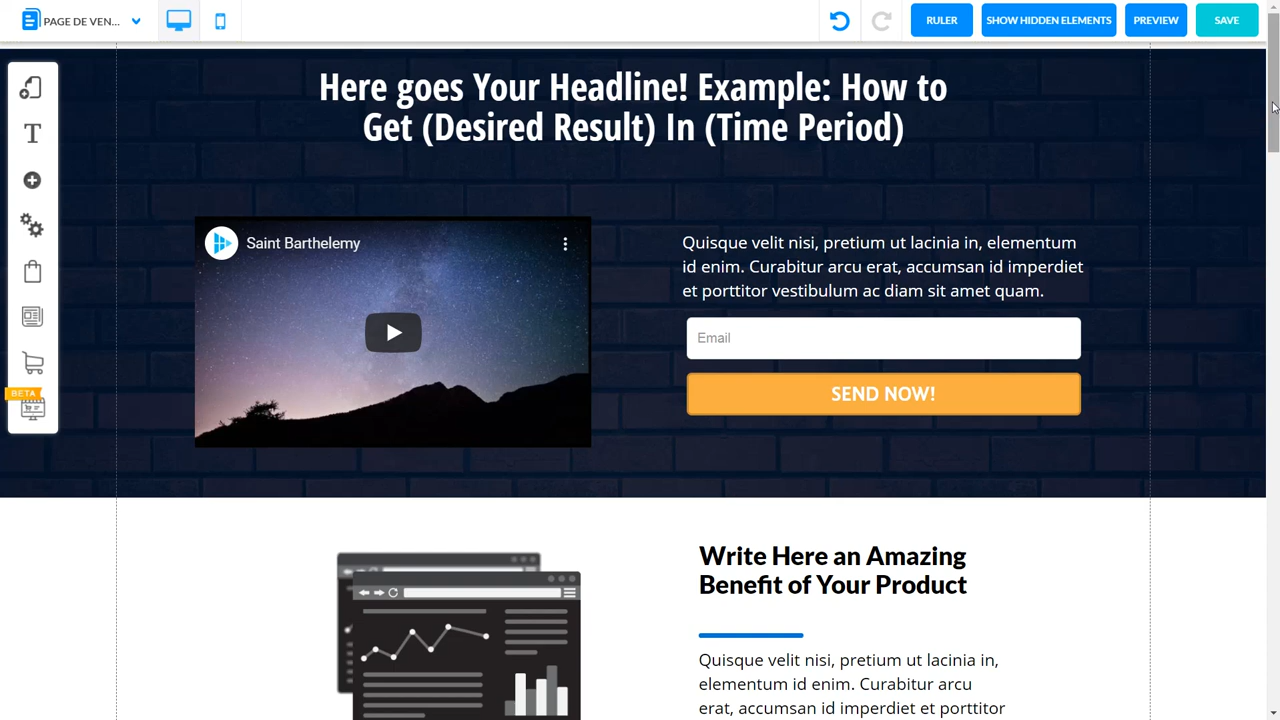 PAGE DE VEN...
RULER
SHOW HIDDEN ELEMENTS
PREVIEW
SAVE
Here goes Your Headline! Example: How to
Get (Desired Result) In (Time Period)
BETA
Saint Barthelemy
Quisque velit nisi, pretium ut lacinia in, elementum
id enim. Curabitur arcu erat, accumsan id imperdiet
et porttitor vestibulum ac diam sit amet quam.
Email
SEND NOW!
Write Here an Amazing
Benefit of Your Product
Quisque velit nisi, pretium ut lacinia in,
elementum id enim. Curabitur arcu
erat, accumsan id imperdiet et porttitor